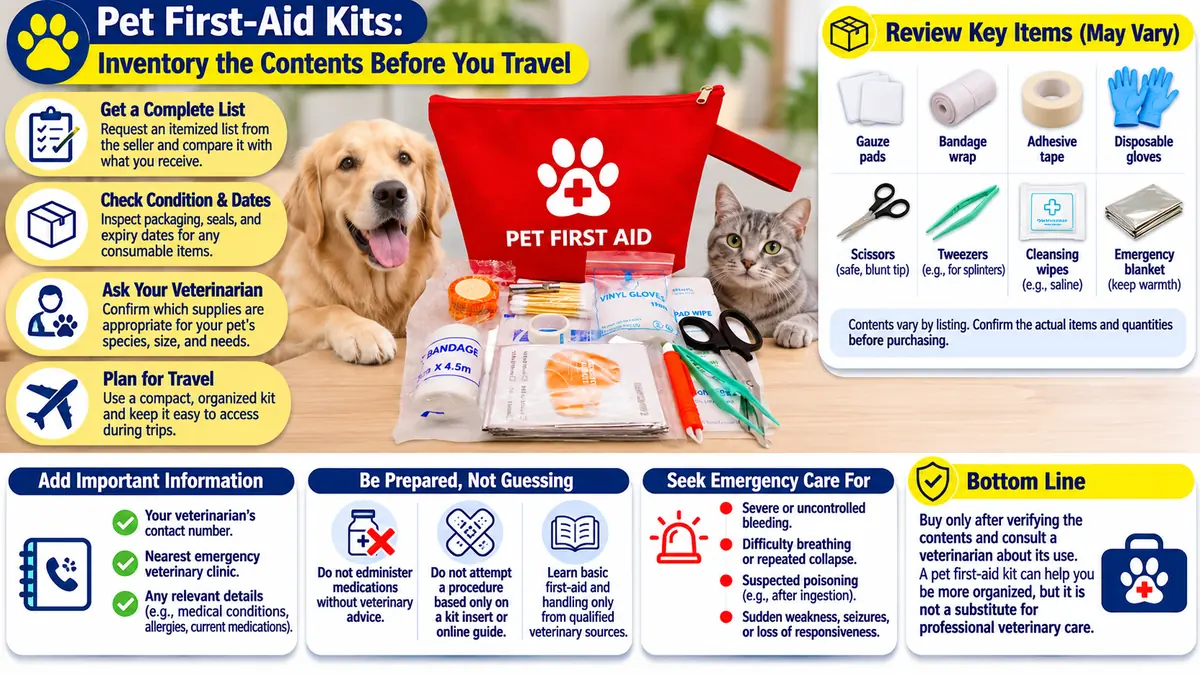 Pet First-Aid Kits:
Inventory the Contents Before You Travel
Get a Complete List
Request an itemized list from
the seller and compare it with
what you receive.
Check Condition & Dates
Inspect packaging, seals, and
expiry dates for any
consumable items.
Ask Your Veterinarian
Confirm which supplies are
appropriate for your pet's
species, size, and needs.
Plan for Travel
Use a compact, organized kit
and keep it easy to access
during trips.
PET FIRST AID
VINYL GLOVES
PAD WIPE
BANDAGE
X 4.5m
Review Key Items (May Vary)
Gauze
pads
Bandage
wrap
Adhesive
tape
Disposable
gloves
Scissors
(safe, blunt tip)
Tweezers
(e.g., for splinters)
Cleansing
wipes
(e.g., saline)
Emergency
blanket
(keep warmth)
Contents vary by listing. Confirm the actual items and quantities
before purchasing.
Add Important Information
Your veterinarian's
contact number.
Nearest emergency
veterinary clinic.
Any relevant details
(e.g., medical conditions,
allergies, current medications).
Be Prepared, Not Guessing
Do not edminister
medications
without veterinary
advice.
Do not attempt
a procedure
based only on
a kit insert or
online guide.
Learn basic
first-aid and
handling only
from qualified
veterinary sources.
Seek Emergency Care For
Severe or uncontrolled
bleeding.
Difficulty breathing
or repeated collapse.
Suspected poisoning
(e.g., after ingestion).
Sudden weakness, seizures,
or loss of responsiveness.
Bottom Line
Buy only after verifying the
contents and consult a
veterinarian about its use.
A pet first-aid kit can help you
be more organized, but it is
not a substitute for
professional veterinary care.